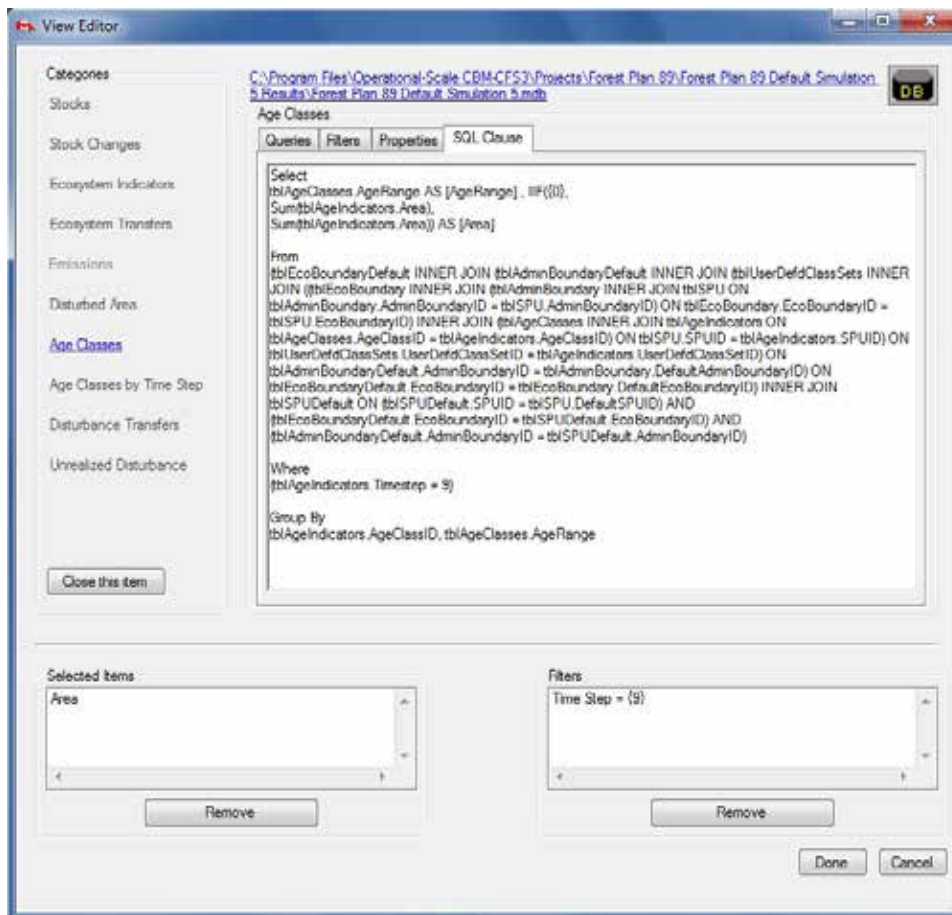 View Editor
Categories
Stocks
Stock Changes
Ecosystem Indicators
Ecosystem Transfers
Emissions
Disturbed Area
Age Classes
Age Classes by Time Step
Disturbance Transfers
Unrealized Disturbance
Close this item
C:\Program Files\Operational-Scale CBM-CFS3\Projects\Forest Plan 89\Forest Plan 89 Default Simulation
5 Results\Forest Plan 89 Default Simulation 5.mdb
DB
Age Classes
Queries Filters Properties SQL Clause
Select
tblAgeClasses.AgeRange AS [AgeRange] , IIF({0},
Sum(tblAgeIndicators.Area),
Sum(tblAgeIndicators.Area)) AS [Area]
From
(tblEcoBoundaryDefault INNER JOIN (tblAdminBoundaryDefault INNER JOIN (tblUserDefdClassSets INNER
JOIN ((tblEcoBoundary INNER JOIN (tblAdminBoundary INNER JOIN tblSPU ON
tblAdminBoundary.AdminBoundaryID = tblSPU.AdminBoundaryID) ON tblEcoBoundary.EcoBoundaryID =
tblSPU.EcoBoundaryID) INNER JOIN (tblAgeClasses INNER JOIN tblAgeIndicators ON
tblAgeClasses.AgeClassID = tblAgeIndicators.AgeClassID) ON tblSPU.SPUID = tblAgeIndicators.SPUID) ON
tblUserDefdClassSets.UserDefdClassSetID = tblAgeIndicators.UserDefdClassSetID) ON
tblAdminBoundaryDefault.AdminBoundaryID = tblAdminBoundary.DefaultAdminBoundaryID) ON
tblEcoBoundaryDefault.EcoBoundaryID = tblEcoBoundary.DefaultEcoBoundaryID) INNER JOIN
tblSPUDefault ON (tblSPUDefault.SPUID = tblSPU.DefaultSPUID) AND
(tblEcoBoundaryDefault.EcoBoundaryID = tblSPUDefault.EcoBoundaryID) AND
(tblAdminBoundaryDefault.AdminBoundaryID = tblSPUDefault.AdminBoundaryID)
Where
(tblAgeIndicators.Timestep = 9)
Group By
tblAgeIndicators.AgeClassID, tblAgeClasses.AgeRange
Selected Items
Area
Remove
Filters
Time Step = {9}
Remove
Done Cancel